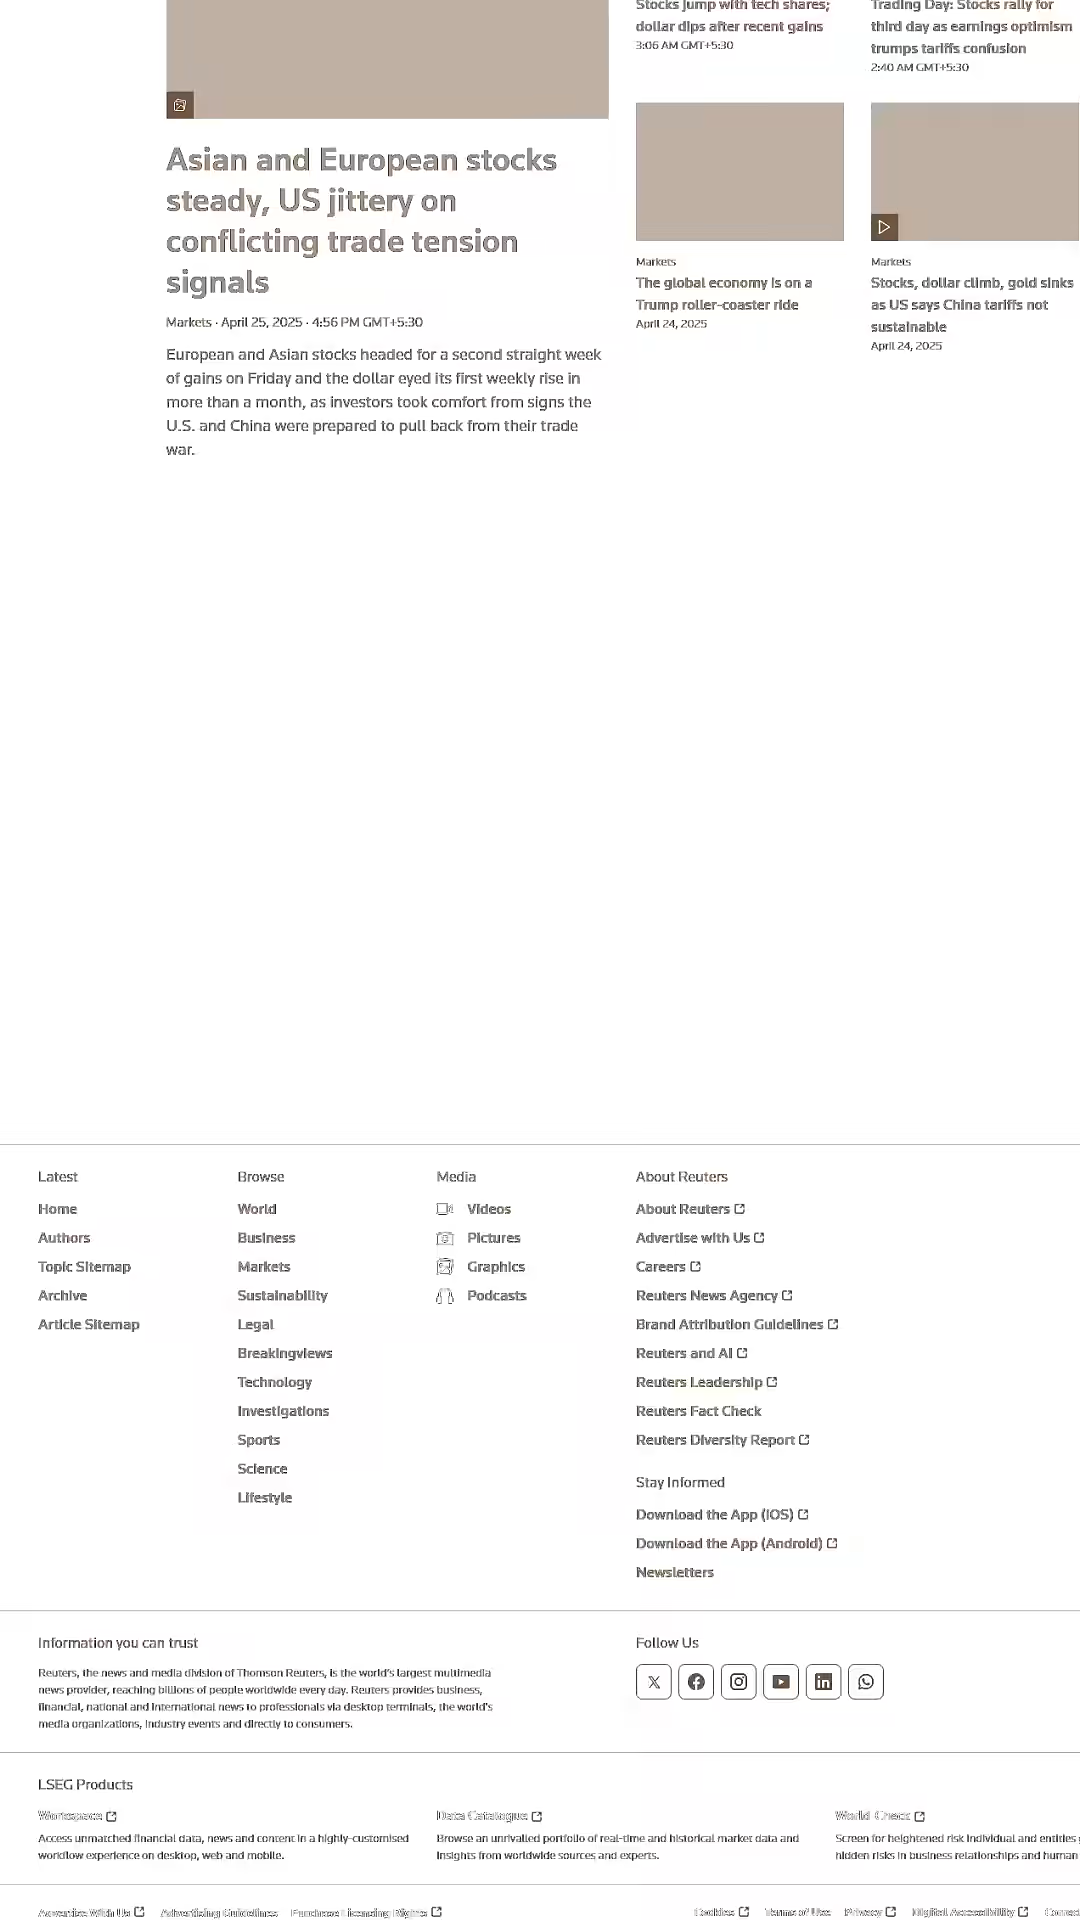 Stocks jump with tech shares;
dollar dips after recent gains
3:06 AM GMT+5:30
Trading Day: Stocks rally for
third day as earnings optimism
trumps tariffs confusion
2:40 AM GMT+5:30
Asian and European stocks
steady, US jittery on
conflicting trade tension
signals
Markets · April 25, 2025 · 4:56 PM GMT+5:30
European and Asian stocks headed for a second straight week
of gains on Friday and the dollar eyed its first weekly rise in
more than a month, as investors took comfort from signs the
U.S. and China were prepared to pull back from their trade
war.
Markets
The global economy is on a
Trump roller-coaster ride
April 24, 2025
Markets
Stocks, dollar climb, gold sinks
as US says China tariffs not
sustainable
April 24, 2025
Latest
Home
Authors
Topic Sitemap
Archive
Article Sitemap
Browse
World
Business
Markets
Sustainability
Legal
Breakingviews
Technology
Investigations
Sports
Science
Lifestyle
Media
Videos
Pictures
Graphics
Podcasts
About Reuters
About Reuters
Advertise with Us
Careers
Reuters News Agency
Brand Attribution Guidelines
Reuters and AI
Reuters Leadership
Reuters Fact Check
Reuters Diversity Report
Stay Informed
Download the App (iOS)
Download the App (Android)
Newsletters
Information you can trust
Reuters, the news and media division of Thomson Reuters, is the world's largest multimedia
news provider, reaching billions of people worldwide every day. Reuters provides business,
financial, national and international news to professionals via desktop terminals, the world's
media organizations, industry events and directly to consumers.
Follow Us
LSEG Products
Workspace
Access unmatched financial data, news and content in a highly-customised
workflow experience on desktop, web and mobile.
Data Catalogue
Browse an unrivalled portfolio of real-time and historical market data and
insights from worldwide sources and experts.
World-Check
Screen for heightened risk individual and entities
hidden risks in business relationships and human
Advertise With Us
Advertising Guidelines
Purchase Licensing Rights
Cookies
Terms of Use
Privacy
Digital Accessibility